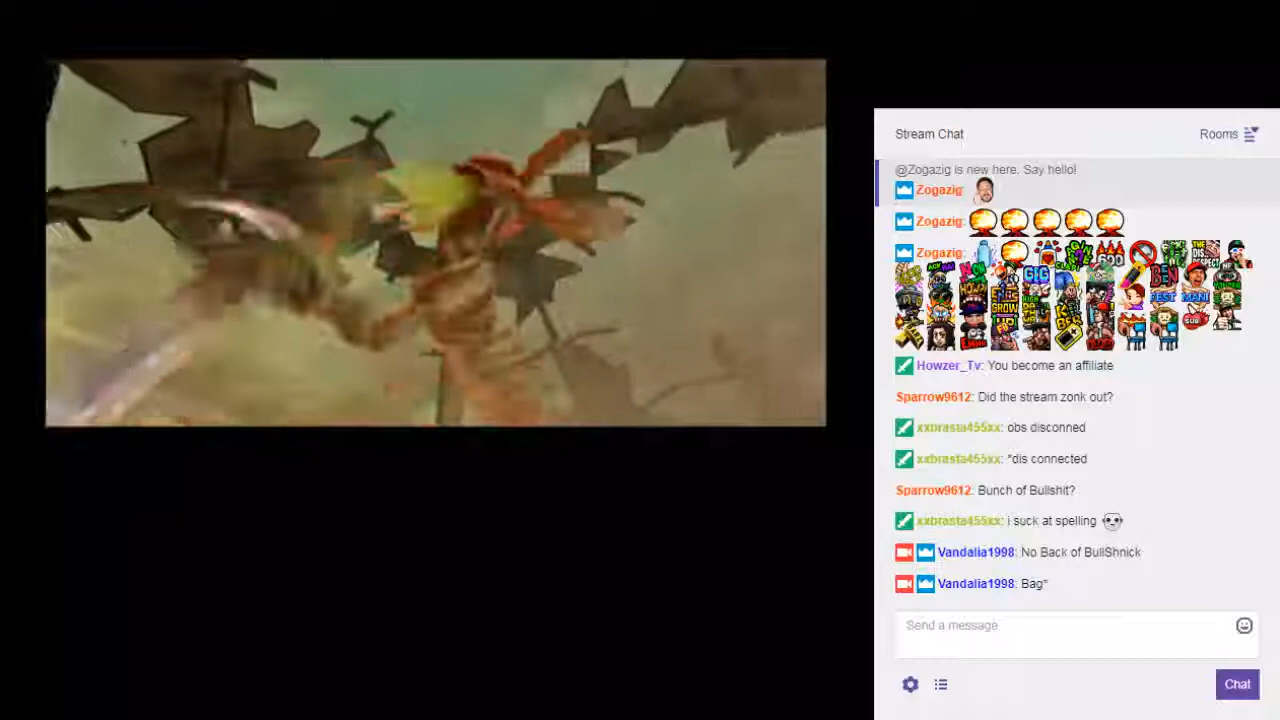 Stream Chat
Rooms
@Zogazig is new here. Say hello!
Zogazig:
Zogazig:
Zogazig:
Howzer_Tv: You become an affiliate
Sparrow9612: Did the stream zonk out?
xxbrasta455xx: obs disconned
xxbrasta455xx: *dis connected
Sparrow9612: Bunch of Bullshit?
xxbrasta455xx: i suck at spelling
Vandalia1998: No Back of BullShnick
Vandalia1998: Bag*
Send a message
Chat